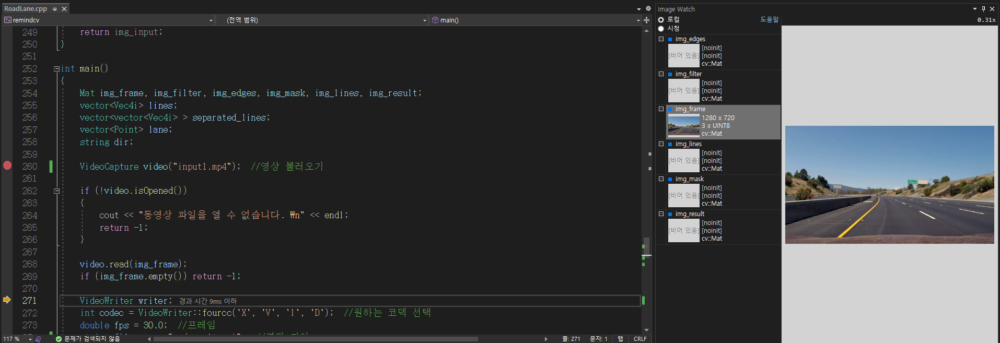 RoadLane.cpp
remindcv
(전역 범위)
main()
249 return img_input;
250 }
251
252 int main()
253 {
254 Mat img_frame, img_filter, img_edges, img_mask, img_lines, img_result;
255 vector<Vec4i> lines;
256 vector<vector<Vec4i> > separated_lines;
257 vector<Point> lane;
258 string dir;
259
260 VideoCapture video("input1.mp4"); //영상 불러오기
261
262 if (!video.isOpened())
263 {
264 cout << "동영상 파일을 열 수 없습니다. ₩n" << endl;
265 return -1;
266 }
267
268 video.read(img_frame);
269 if (img_frame.empty()) return -1;
270
271 VideoWriter writer; 경과 시간 9ms 이하
272 int codec = VideoWriter::fourcc('X', 'V', 'I', 'D'); //원하는 코덱 선택
273 double fps = 30.0; //프레임
117 %
문제가 검색되지 않음
줄: 271
문자: 1
탭
CRLF
Image Watch
로컬
도움말
시청
0.31x
img_edges
[비어 있음]
[noinit]
[noinit]
cv::Mat
img_filter
[비어 있음]
[noinit]
[noinit]
cv::Mat
img_frame
1280 x 720
3 x UINT8
cv::Mat
img_lines
[비어 있음]
[noinit]
[noinit]
cv::Mat
img_mask
[비어 있음]
[noinit]
[noinit]
cv::Mat
img_result
[비어 있음]
[noinit]
[noinit]
cv::Mat